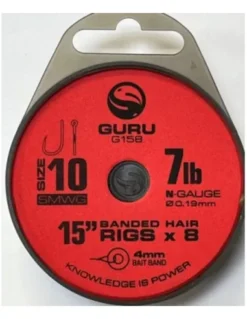 GURU
G158
SIZE 10
SMWG
7lb
N-GAUGE
Ø0.19mm
15" BANDED HAIR
RIGS x 8
4mm
BAIT BAND
KNOWLEDGE IS POWER